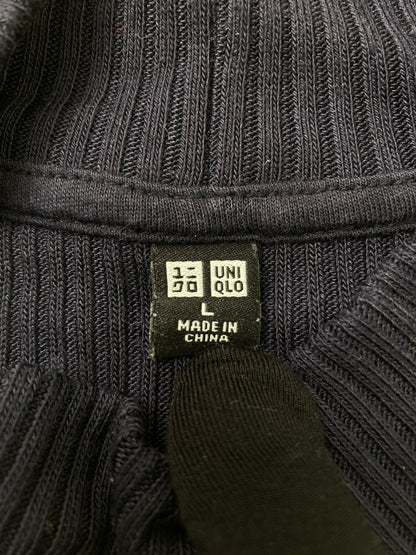 ユニ UNI
クロ QLO
L
MADE IN
CHINA